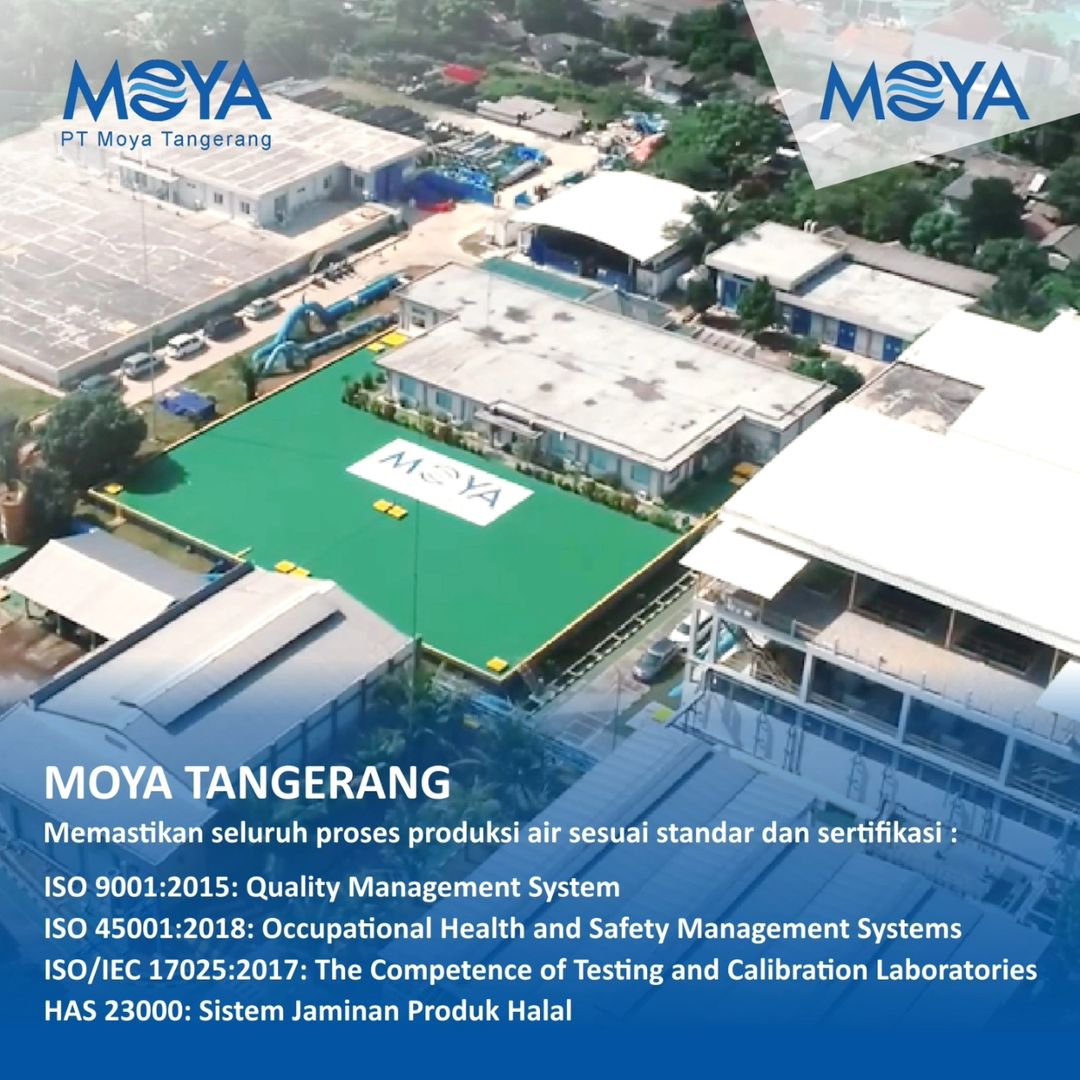 MOYA
PT Moya Tangerang
MOYA
MOYA
MOYA TANGERANG
Memastikan seluruh proses produksi air sesuai standar dan sertifikasi :
ISO 9001:2015: Quality Management System
ISO 45001:2018: Occupational Health and Safety Management Systems
ISO/IEC 17025:2017: The Competence of Testing and Calibration Laboratories
HAS 23000: Sistem Jaminan Produk Halal